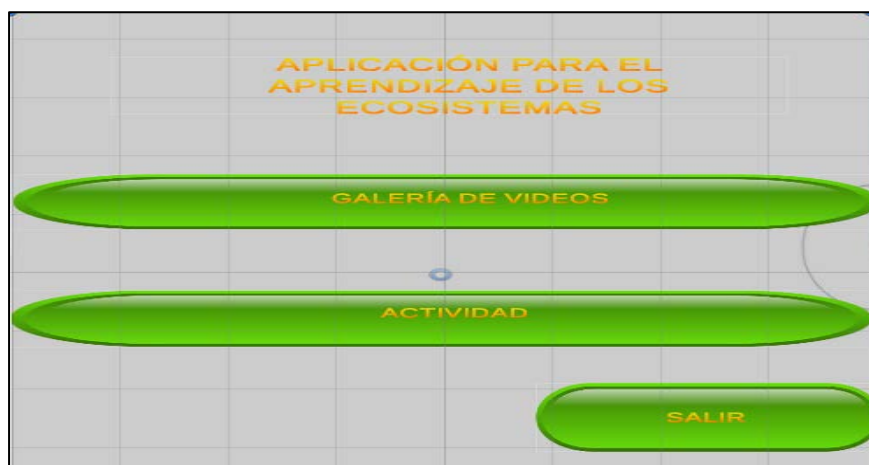 APLICACIÓN PARA EL
APRENDIZAJE DE LOS
ECOSISTEMAS
GALERÍA DE VIDEOS
ACTIVIDAD
SALIR